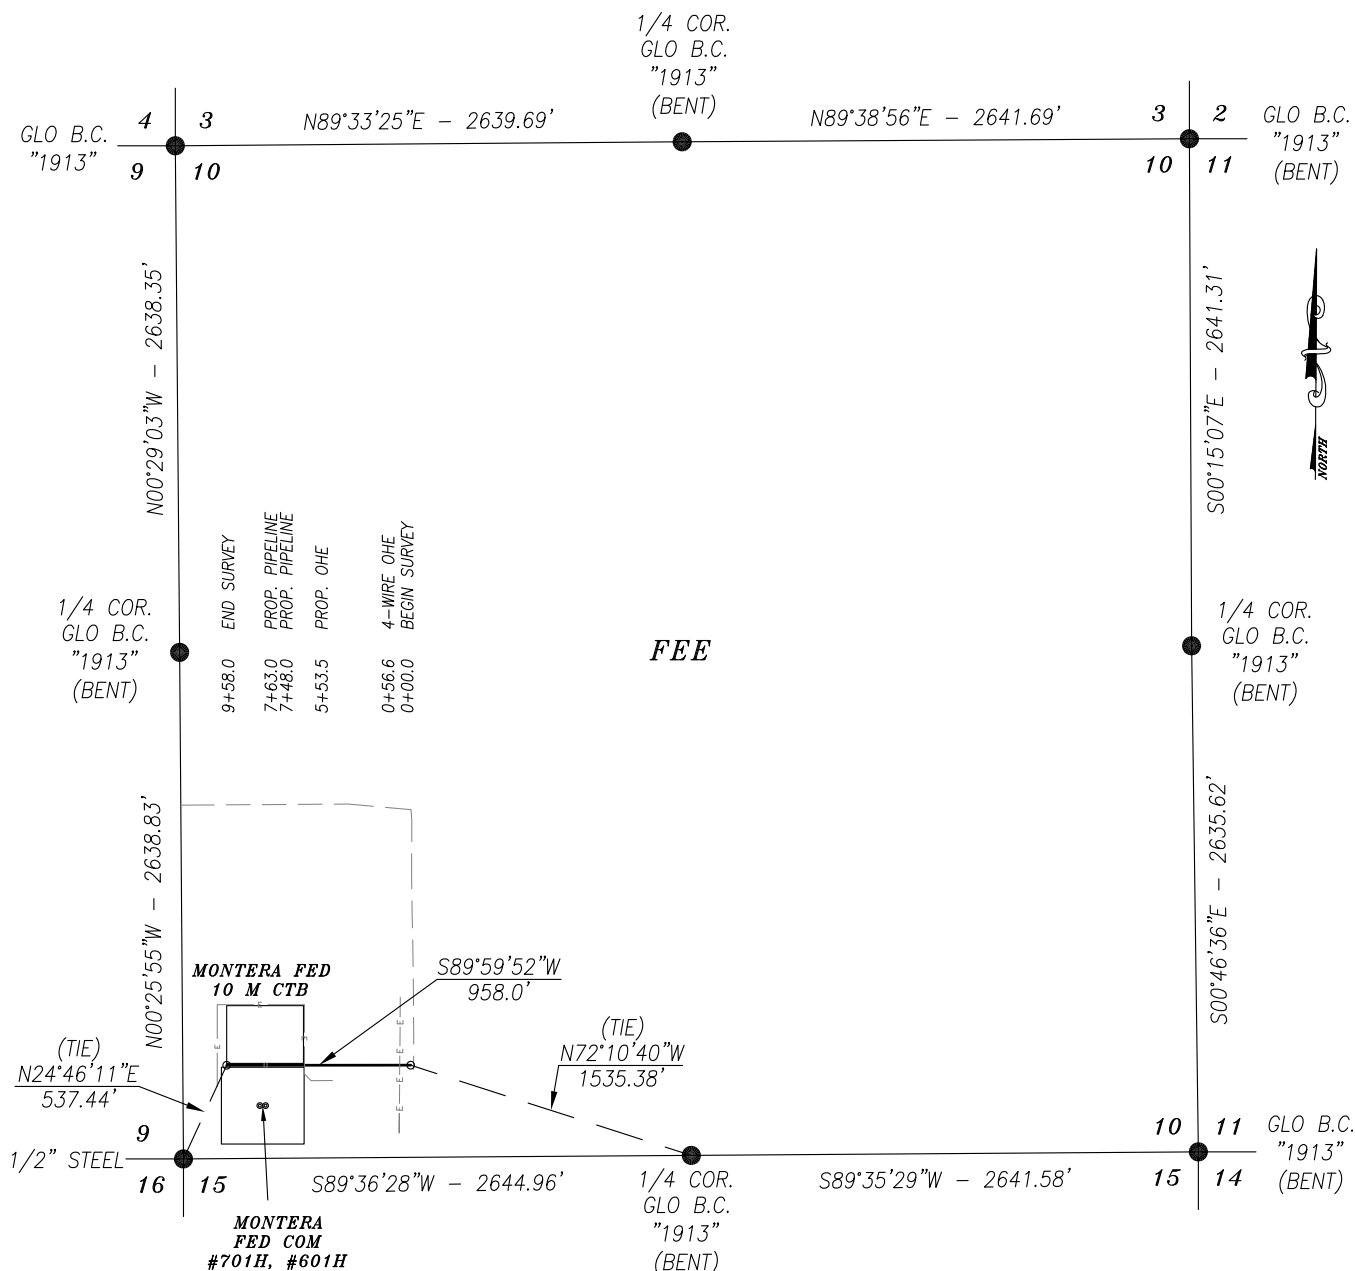 1/4 COR.
GLO B.C.
"1913"
(BENT)
4 3
N89°33'25"E - 2639.69'
N89°38'56"E - 2641.69'
3 2
GLO B.C.
"1913"
(BENT)
GLO B.C.
"1913"
9 10
10 11
N00°29'03"W - 2638.35'
S00°15'07"E - 2641.31'
NORTH
9+58.0 END SURVEY
7+63.0 PROP. PIPELINE
7+48.0 PROP. PIPELINE
5+53.5 PROP. OHE
0+56.6 4-WIRE OHE
0+00.0 BEGIN SURVEY
1/4 COR.
GLO B.C.
"1913"
(BENT)
FEE
1/4 COR.
GLO B.C.
"1913"
(BENT)
N00°25'55"W - 2638.83'
S00°46'36"E - 2635.62'
MONTERA FED
10 M CTB
S89°59'52"W
958.0'
E
E
E
E
E
E
E
(TIE)
N24°46'11"E
537.44'
(TIE)
N72°10'40"W
1535.38'
9
10 11
GLO B.C.
"1913"
(BENT)
1/2" STEEL
16 15
S89°36'28"W - 2644.96'
1/4 COR.
GLO B.C.
"1913"
(BENT)
S89°35'29"W - 2641.58'
15 14
MONTERA
FED COM
#701H, #601H